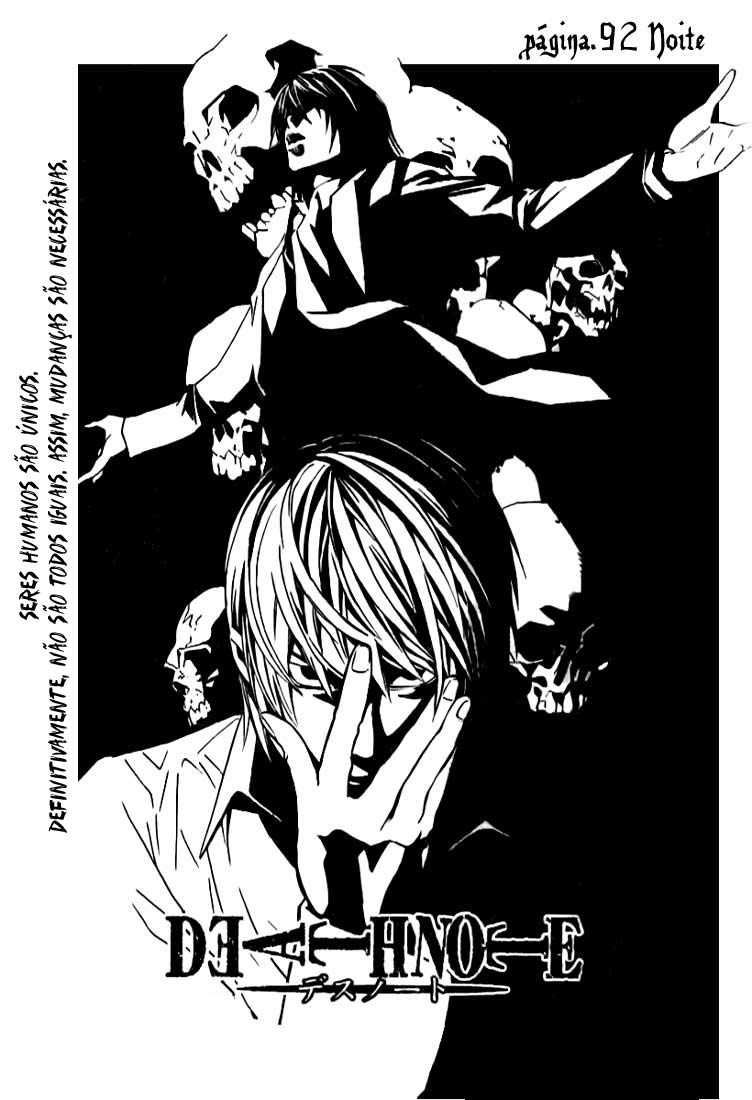 página.92 Noite
SERES HUMANOS SÃO ÚNICOS.
DEFINITIVAMENTE, NÃO SÃO TODOS IGUAIS. ASSIM, MUDANÇAS SÃO NECESSÁRIAS.
DEATH NOTE
デスノート